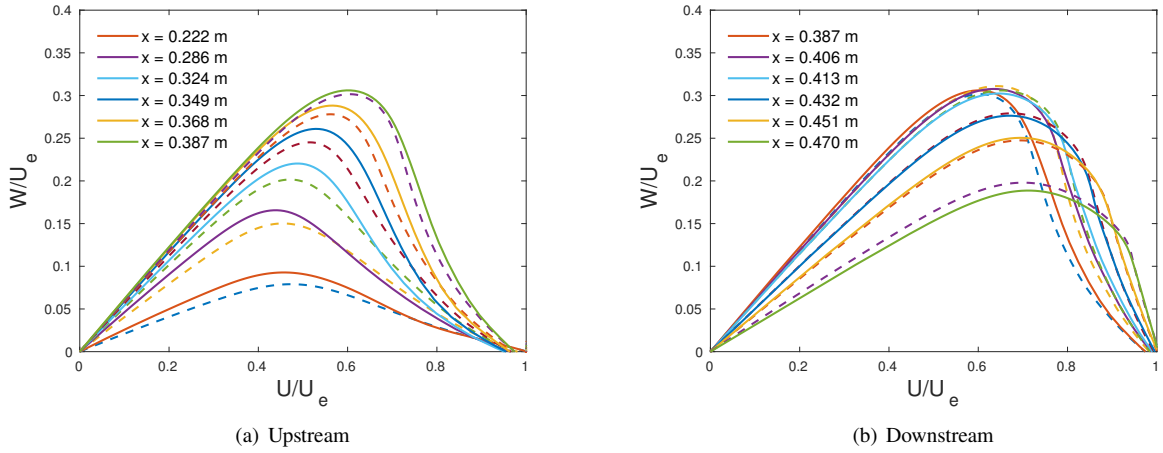 0.4
0.35
0.3
0.25
0.2
0.15
0.1
0.05
0
W/U_e
x = 0.222 m
x = 0.286 m
x = 0.324 m
x = 0.349 m
x = 0.368 m
x = 0.387 m
0 0.2 0.4 0.6 0.8 1
U/U_e
(a) Upstream
0.4
0.35
0.3
0.25
0.2
0.15
0.1
0.05
0
W/U_e
x = 0.387 m
x = 0.406 m
x = 0.413 m
x = 0.432 m
x = 0.451 m
x = 0.470 m
0 0.2 0.4 0.6 0.8 1
U/U_e
(b) Downstream